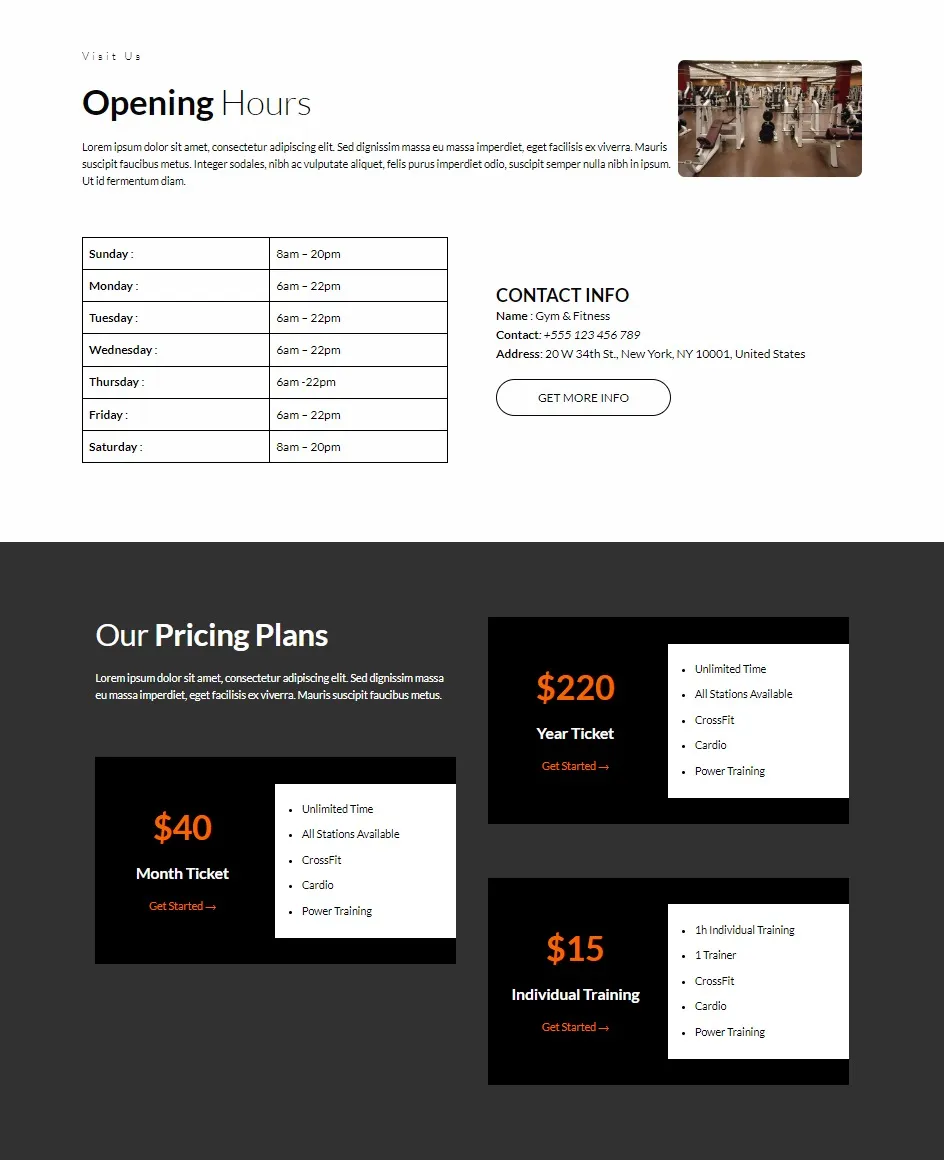 Visit Us
Opening Hours
Lorem ipsum dolor sit amet, consectetur adipiscing elit. Sed dignissim massa eu massa imperdiet, eget facilisis ex viverra. Mauris
suscipit faucibus metus. Integer sodales, nibh ac vulputate aliquet, felis purus imperdiet odio, suscipit semper nulla nibh in ipsum.
Ut id fermentum diam.
Sunday : 8am – 20pm
Monday : 6am – 22pm
Tuesday : 6am – 22pm
Wednesday : 6am – 22pm
Thursday : 6am -22pm
Friday : 6am – 22pm
Saturday : 8am – 20pm
CONTACT INFO
Name : Gym & Fitness
Contact: +555 123 456 789
Address: 20 W 34th St., New York, NY 10001, United States
GET MORE INFO
Our Pricing Plans
Lorem ipsum dolor sit amet, consectetur adipiscing elit. Sed dignissim massa
eu massa imperdiet, eget facilisis ex viverra. Mauris suscipit faucibus metus.
$40
Month Ticket
Get Started →
• Unlimited Time
• All Stations Available
• CrossFit
• Cardio
• Power Training
$220
Year Ticket
Get Started →
• Unlimited Time
• All Stations Available
• CrossFit
• Cardio
• Power Training
$15
Individual Training
Get Started →
• 1h Individual Training
• 1 Trainer
• CrossFit
• Cardio
• Power Training